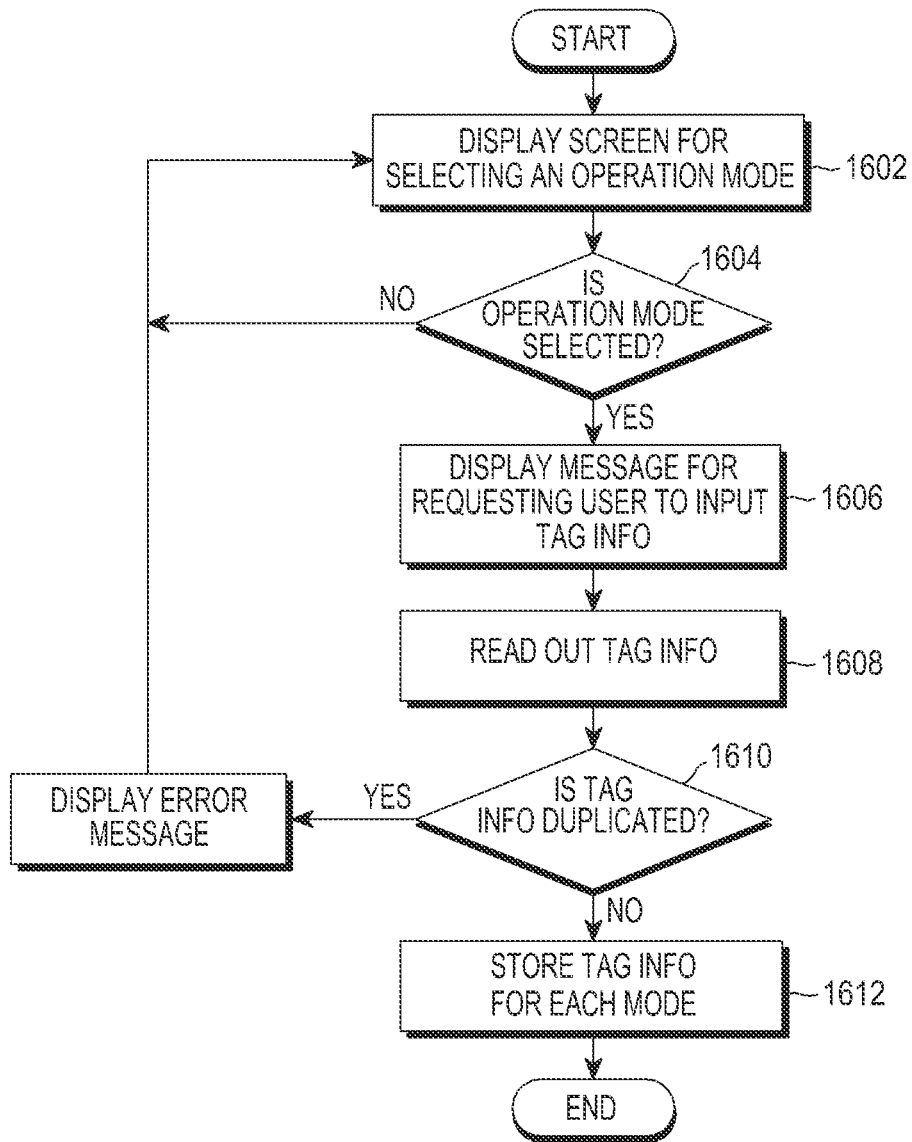 START
DISPLAY SCREEN FOR
SELECTING AN OPERATION MODE
1602
1604
IS
OPERATION MODE
SELECTED?
NO
YES
DISPLAY MESSAGE FOR
REQUESTING USER TO INPUT
TAG INFO
1606
READ OUT TAG INFO
1608
1610
IS TAG
INFO DUPLICATED?
YES
DISPLAY ERROR
MESSAGE
NO
STORE TAG INFO
FOR EACH MODE
1612
END